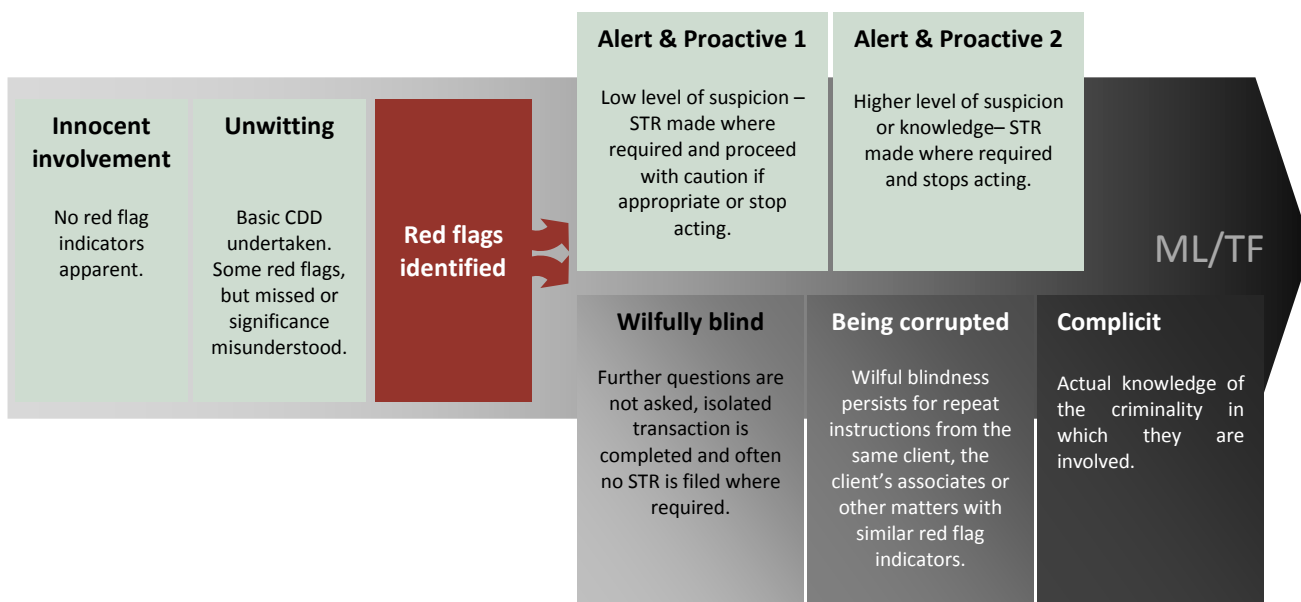 Innocent
involvement
No red flag
indicators
apparent.
Unwitting
Basic CDD
undertaken.
Some red flags,
but missed or
significance
misunderstood.
Red flags
identified
Alert & Proactive 1
Low level of suspicion –
STR made where
required and proceed
with caution if
appropriate or stop
acting.
Alert & Proactive 2
Higher level of suspicion
or knowledge– STR
made where required
and stops acting.
ML/TF
Wilfully blind
Further questions are
not asked, isolated
transaction is
completed and often
no STR is filed where
required.
Being corrupted
Wilful blindness
persists for repeat
instructions from the
same client, the
client’s associates or
other matters with
similar red flag
indicators.
Complicit
Actual knowledge of
the criminality in
which they are
involved.